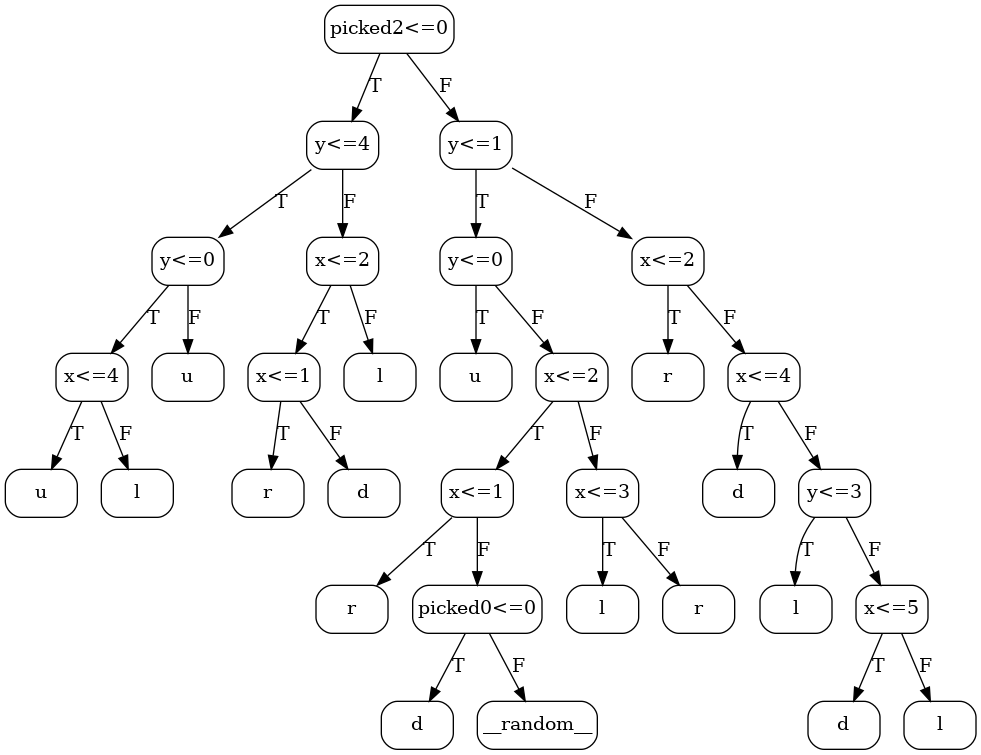 picked2<=0
T
F
y<=4
y<=1
T
F
T
F
y<=0
x<=2
y<=0
x<=2
T
F
T
F
T
F
T
F
x<=4
u
x<=1
l
u
x<=2
r
x<=4
T
F
T
F
T
F
T
F
u
l
r
d
x<=1
x<=3
d
y<=3
T
F
T
F
T
F
r
picked0<=0
l
r
l
x<=5
T
F
T
F
d
__random__
d
l